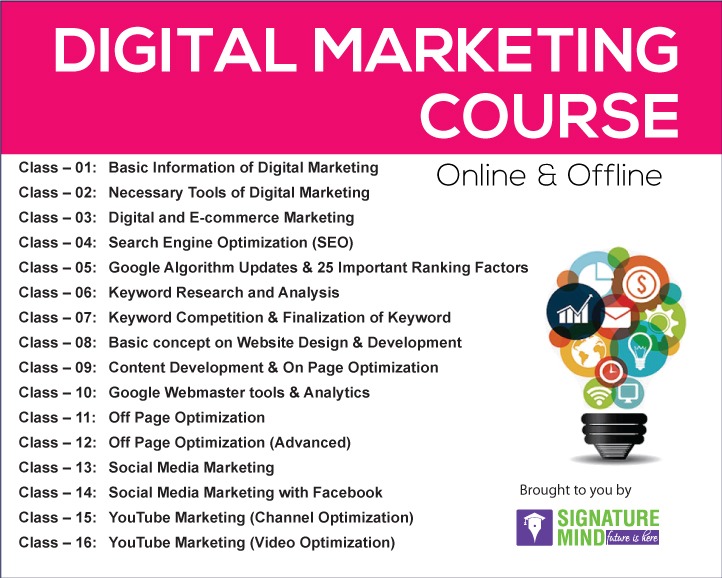 DIGITAL MARKETING
COURSE
Online & Offline
Class – 01: Basic Information of Digital Marketing
Class – 02: Necessary Tools of Digital Marketing
Class – 03: Digital and E-commerce Marketing
Class – 04: Search Engine Optimization (SEO)
Class – 05: Google Algorithm Updates & 25 Important Ranking Factors
Class – 06: Keyword Research and Analysis
Class – 07: Keyword Competition & Finalization of Keyword
Class – 08: Basic concept on Website Design & Development
Class – 09: Content Development & On Page Optimization
Class – 10: Google Webmaster tools & Analytics
Class – 11: Off Page Optimization
Class – 12: Off Page Optimization (Advanced)
Class – 13: Social Media Marketing
Class – 14: Social Media Marketing with Facebook
Class – 15: YouTube Marketing (Channel Optimization)
Class – 16: YouTube Marketing (Video Optimization)
$
Brought to you by
SIGNATURE
MIND future is here